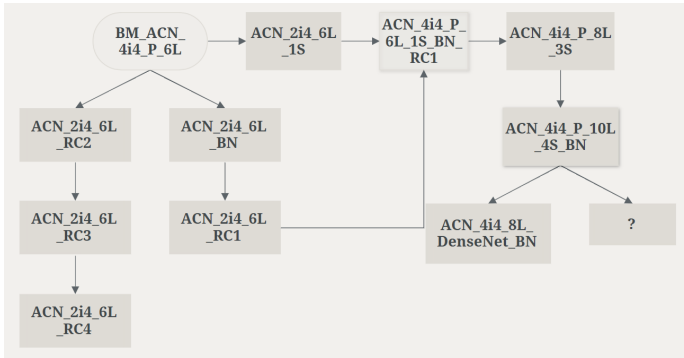 BM_ACN_
4i4_P_6L
ACN_2i4_6L
_1S
ACN_4i4_P_
6L_1S_BN_
RC1
ACN_4i4_P_8L
_3S
ACN_2i4_6L
_RC2
ACN_2i4_6L
_BN
ACN_4i4_P_10L
_4S_BN
ACN_2i4_6L
_RC3
ACN_2i4_6L
_RC1
ACN_4i4_8L_
DenseNet_BN
?
ACN_2i4_6L
_RC4